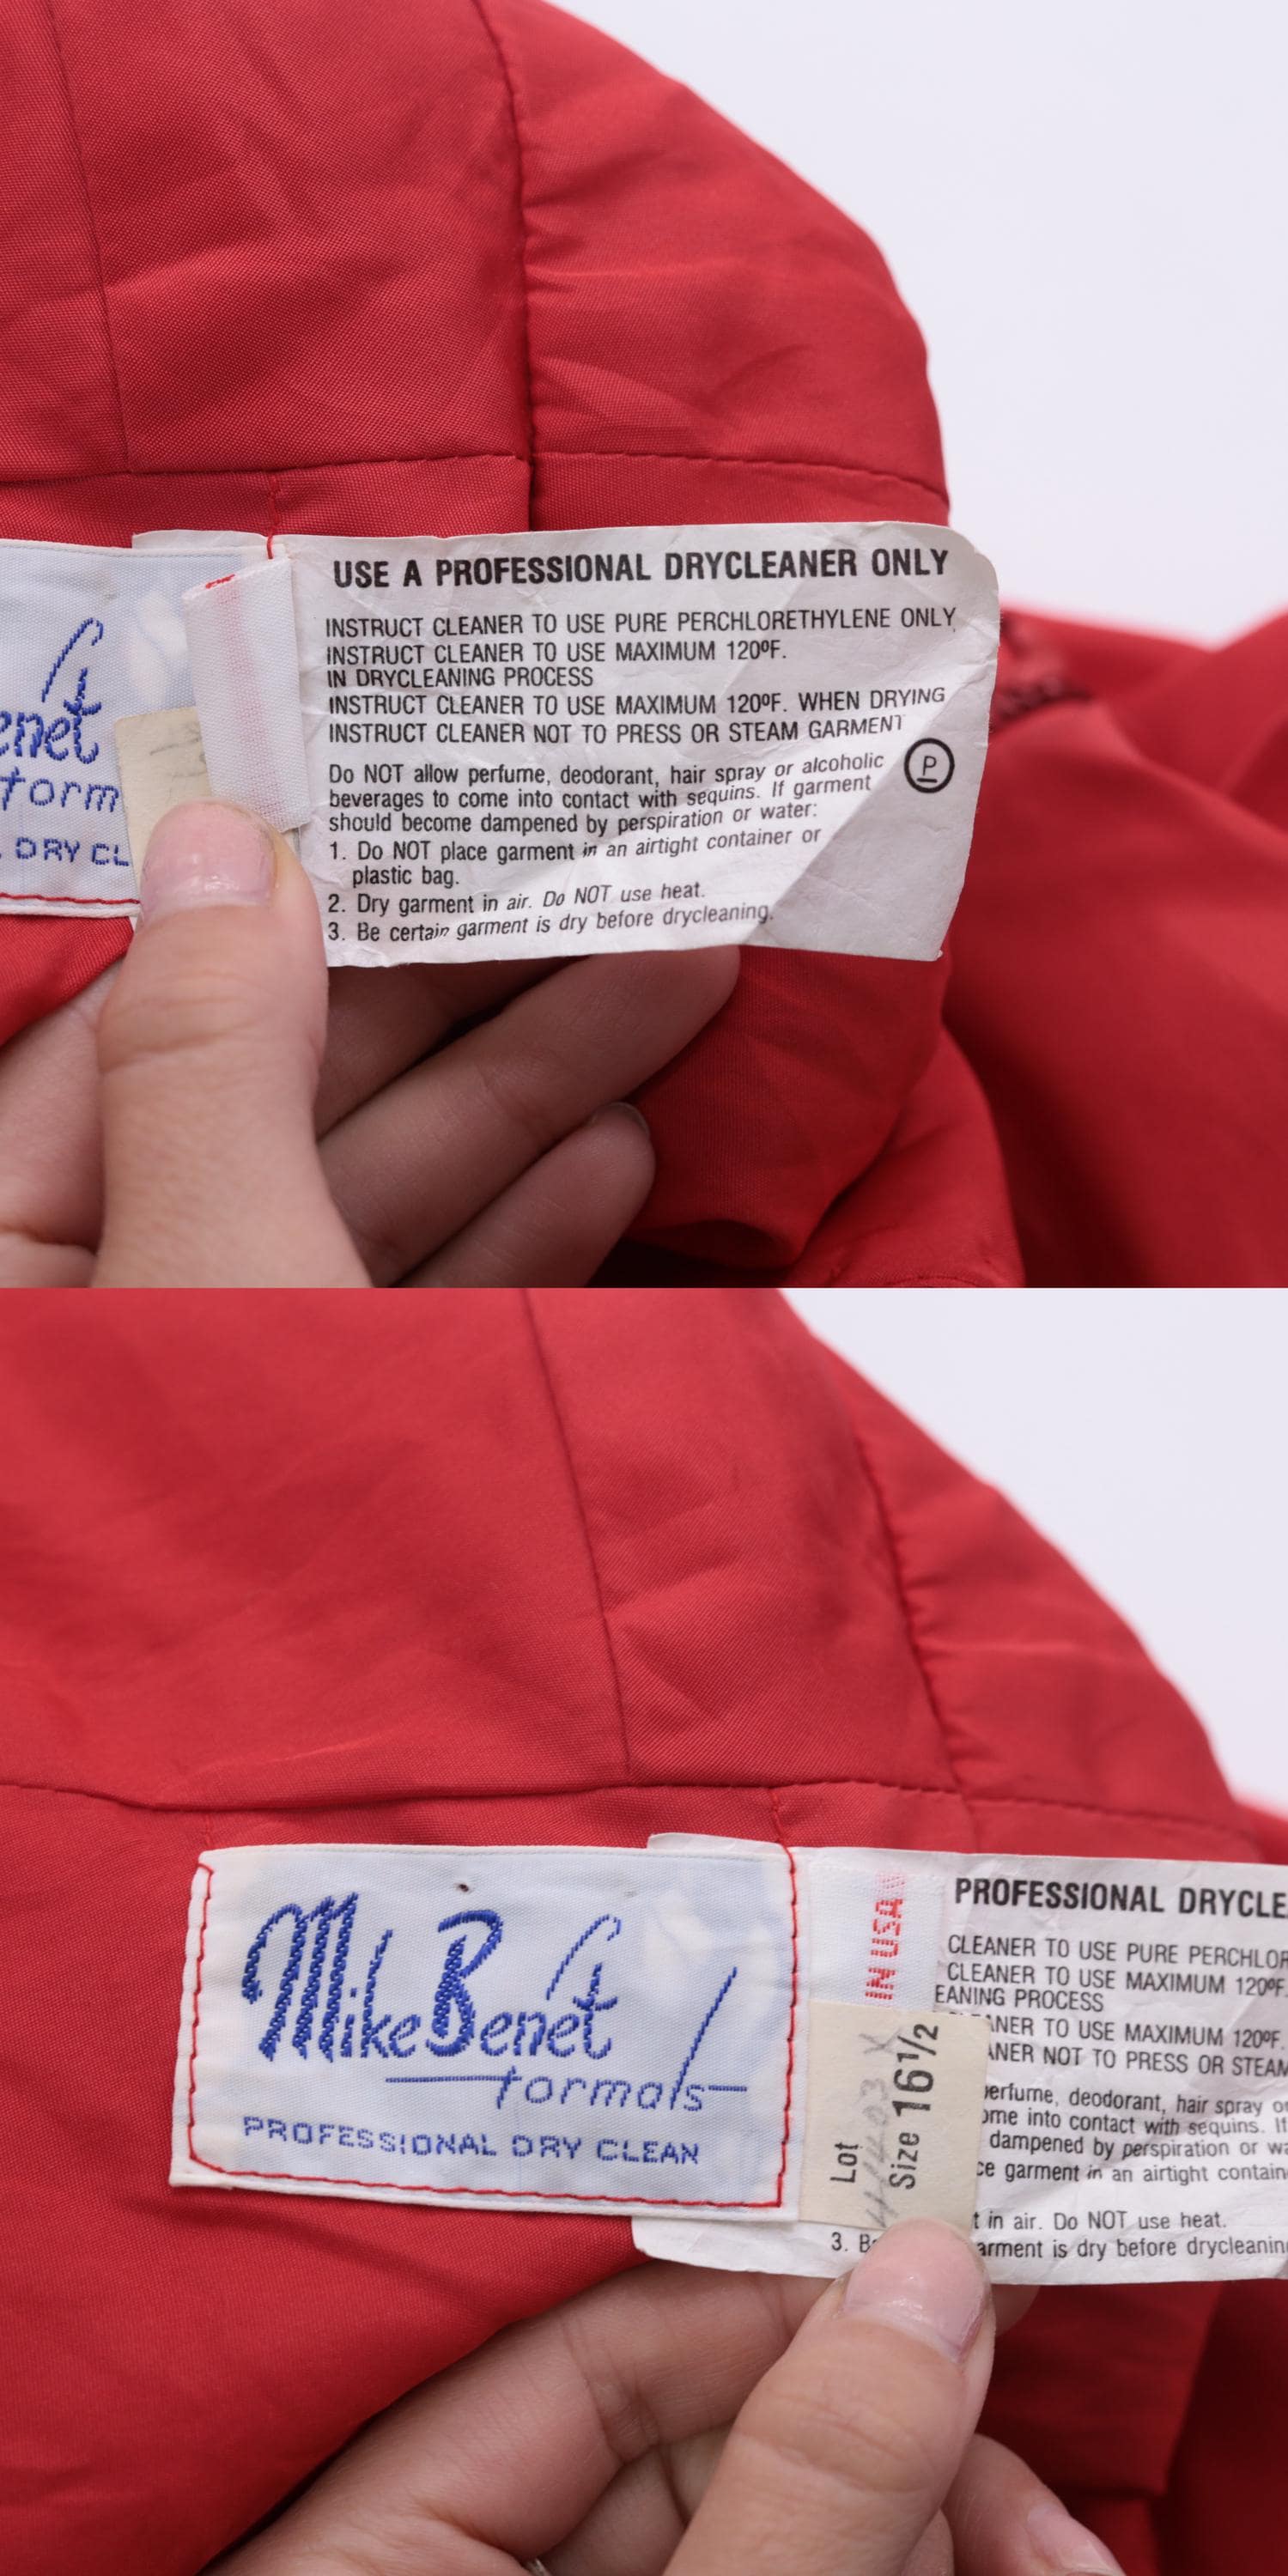 enet
form
DRY CL
USE A PROFESSIONAL DRYCLEANER ONLY
INSTRUCT CLEANER TO USE PURE PERCHLORETHYLENE ONLY
INSTRUCT CLEANER TO USE MAXIMUM 120ºF.
IN DRYCLEANING PROCESS
INSTRUCT CLEANER TO USE MAXIMUM 120ºF. WHEN DRYING
INSTRUCT CLEANER NOT TO PRESS OR STEAM GARMENT
P
Do NOT allow perfume, deodorant, hair spray or alcoholic
beverages to come into contact with sequins. If garment
should become dampened by perspiration or water:
1. Do NOT place garment in an airtight container or
plastic bag.
2. Dry garment in air. Do NOT use heat.
3. Be certain garment is dry before drycleaning.
Mike Benet
formals
PROFESSIONAL DRY CLEAN
IN USA
Lot
Size 16½
PROFESSIONAL DRYCLE
CLEANER TO USE PURE PERCHLOR
CLEANER TO USE MAXIMUM 120ºF.
EANING PROCESS
ANER TO USE MAXIMUM 120ºF.
ANER NOT TO PRESS OR STEAM
perfume, deodorant, hair spray or
ome into contact with sequins. If
dampened by perspiration or wa
ce garment in an airtight contain
t in air. Do NOT use heat.
3. Be arment is dry before drycleanin